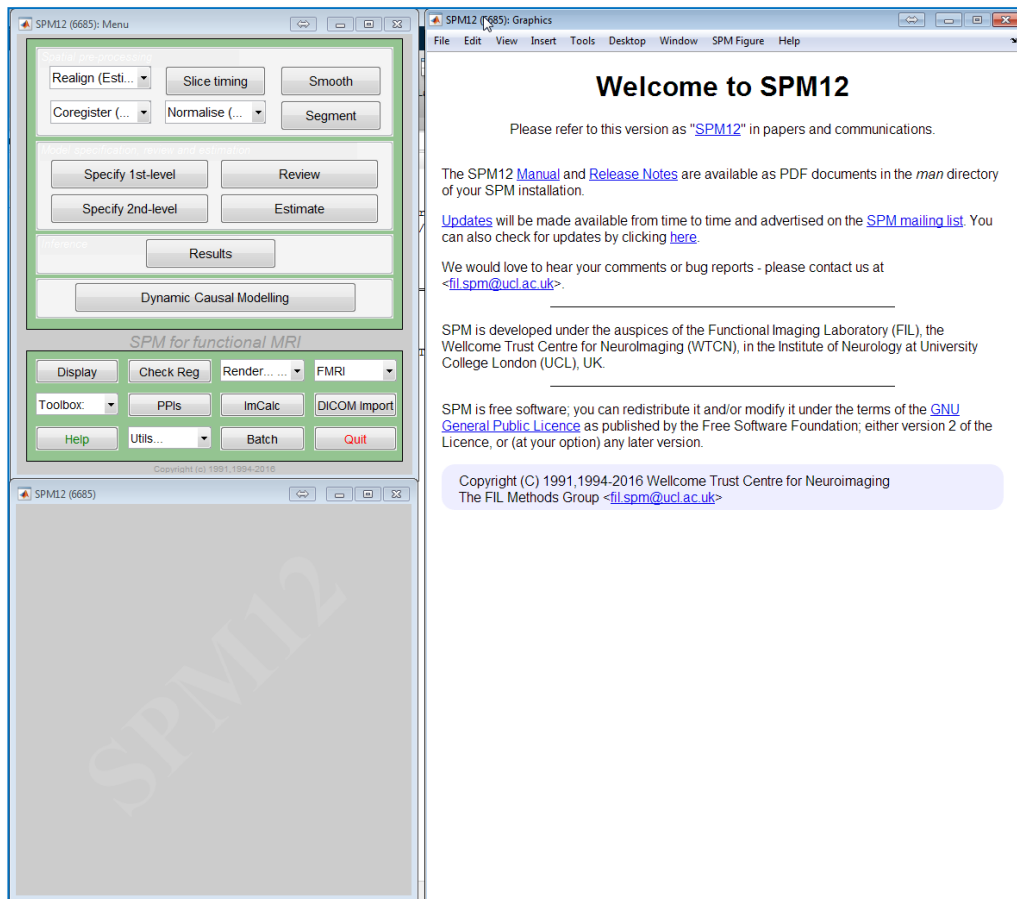 SPM12 (6685): Menu
Spatial pre-processing
Realign (Esti...
Slice timing
Smooth
Coregister (...
Normalise (...
Segment
Model specification, review and estimation
Specify 1st-level
Review
Specify 2nd-level
Estimate
Inference
Results
Dynamic Causal Modelling
SPM for functional MRI
Display
Check Reg
Render... ...
FMRI
Toolbox:
PPIs
ImCalc
DICOM Import
Help
Utils...
Batch
Quit
Copyright (c) 1991,1994-2016
SPM12 (6685)
SPM12
SPM12 (6685): Graphics
File Edit View Insert Tools Desktop Window SPM Figure Help
Welcome to SPM12
Please refer to this version as "SPM12" in papers and communications.
The SPM12 Manual and Release Notes are available as PDF documents in the man directory
of your SPM installation.
Updates will be made available from time to time and advertised on the SPM mailing list. You
can also check for updates by clicking here.
We would love to hear your comments or bug reports - please contact us at
<fil.spm@ucl.ac.uk>.
SPM is developed under the auspices of the Functional Imaging Laboratory (FIL), the
Wellcome Trust Centre for NeuroImaging (WTCN), in the Institute of Neurology at University
College London (UCL), UK.
SPM is free software; you can redistribute it and/or modify it under the terms of the GNU
General Public Licence as published by the Free Software Foundation; either version 2 of the
Licence, or (at your option) any later version.
Copyright (C) 1991,1994-2016 Wellcome Trust Centre for Neuroimaging
The FIL Methods Group <fil.spm@ucl.ac.uk>